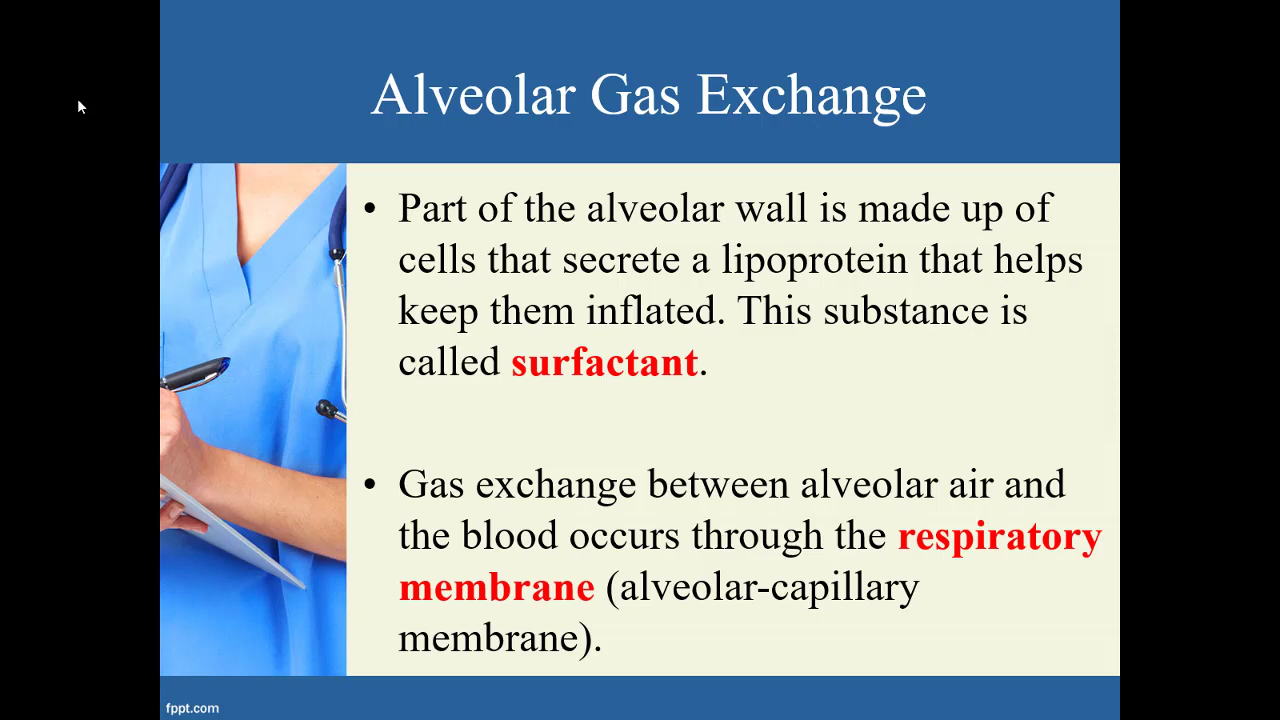 Alveolar Gas Exchange
• Part of the alveolar wall is made up of
cells that secrete a lipoprotein that helps
keep them inflated. This substance is
called surfactant.
• Gas exchange between alveolar air and
the blood occurs through the respiratory
membrane (alveolar-capillary
membrane).
fppt.com